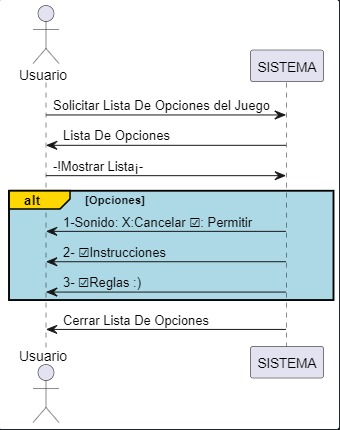 Usuario
SISTEMA
Solicitar Lista De Opciones del Juego
Lista De Opciones
-!Mostrar Lista¡-
alt [Opciones]
1-Sonido: X:Cancelar ☑: Permitir
2- ☑Instrucciones
3- ☑Reglas :)
Cerrar Lista De Opciones
Usuario
SISTEMA